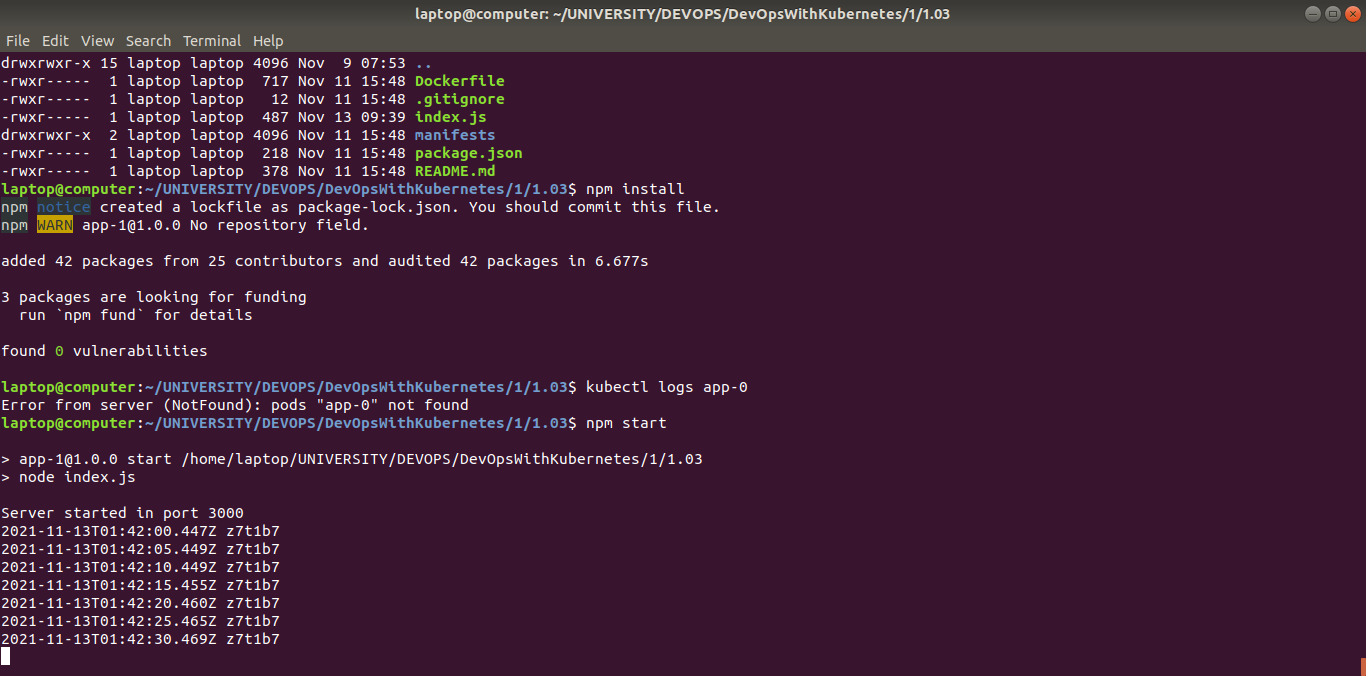 laptop@computer: ~/UNIVERSITY/DEVOPS/DevOpsWithKubernetes/1/1.03
File Edit View Search Terminal Help
drwxrwxr-x 15 laptop laptop 4096 Nov  9 07:53 ..
-rwxr-----  1 laptop laptop  717 Nov 11 15:48 Dockerfile
-rwxr-----  1 laptop laptop   12 Nov 11 15:48 .gitignore
-rwxr-----  1 laptop laptop  487 Nov 13 09:39 index.js
drwxrwxr-x  2 laptop laptop 4096 Nov 11 15:48 manifests
-rwxr-----  1 laptop laptop  218 Nov 11 15:48 package.json
-rwxr-----  1 laptop laptop  378 Nov 11 15:48 README.md
laptop@computer:~/UNIVERSITY/DEVOPS/DevOpsWithKubernetes/1/1.03$ npm install
npm notice created a lockfile as package-lock.json. You should commit this file.
npm WARN app-1@1.0.0 No repository field.
added 42 packages from 25 contributors and audited 42 packages in 6.677s
3 packages are looking for funding
  run `npm fund` for details
found 0 vulnerabilities
laptop@computer:~/UNIVERSITY/DEVOPS/DevOpsWithKubernetes/1/1.03$ kubectl logs app-0
Error from server (NotFound): pods "app-0" not found
laptop@computer:~/UNIVERSITY/DEVOPS/DevOpsWithKubernetes/1/1.03$ npm start
> app-1@1.0.0 start /home/laptop/UNIVERSITY/DEVOPS/DevOpsWithKubernetes/1/1.03
> node index.js
Server started in port 3000
2021-11-13T01:42:00.447Z z7t1b7
2021-11-13T01:42:05.449Z z7t1b7
2021-11-13T01:42:10.449Z z7t1b7
2021-11-13T01:42:15.455Z z7t1b7
2021-11-13T01:42:20.460Z z7t1b7
2021-11-13T01:42:25.465Z z7t1b7
2021-11-13T01:42:30.469Z z7t1b7